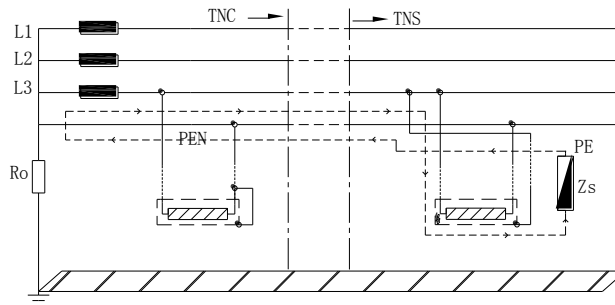 TNC TNS
L1
L2
L3
PEN PE
Ro Zs